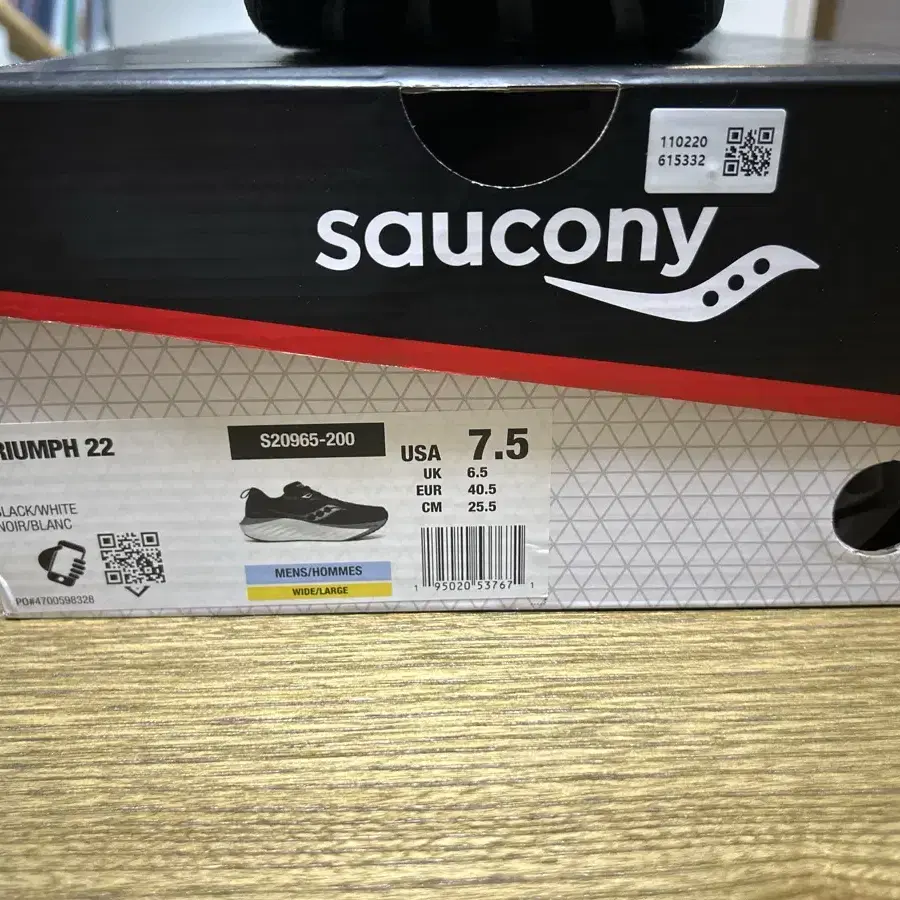 110220
615332
saucony
RIUMPH 22
S20965-200
USA 7.5
UK 6.5
EUR 40.5
CM 25.5
BLACK/WHITE
NOIR/BLANC
MENS/HOMMES
WIDE/LARGE
PO#4700598328
1 95020 53767 1